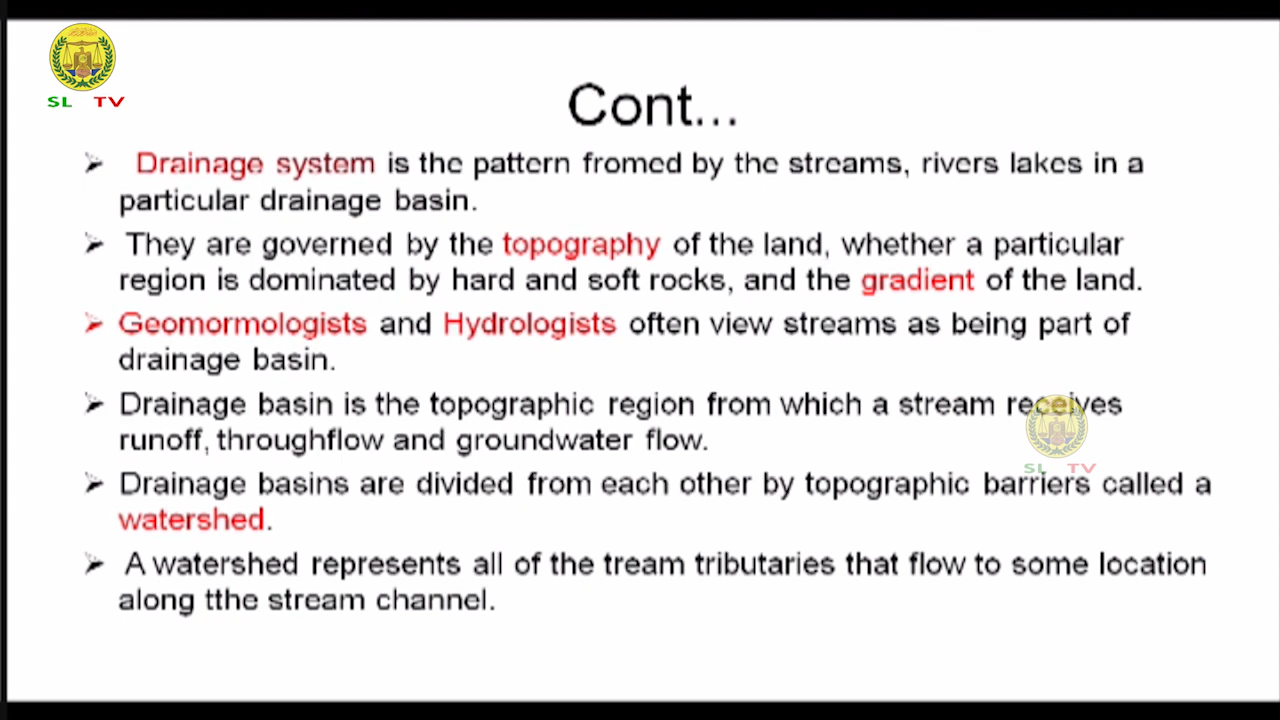 SL TV
Cont...
➢ Drainage system is the pattern fromed by the streams, rivers lakes in a
particular drainage basin.
➢ They are governed by the topography of the land, whether a particular
region is dominated by hard and soft rocks, and the gradient of the land.
➢ Geomormologists and Hydrologists often view streams as being part of
drainage basin.
➢ Drainage basin is the topographic region from which a stream receives
runoff, throughflow and groundwater flow.
SL TV
➢ Drainage basins are divided from each other by topographic barriers called a
watershed.
➢ A watershed represents all of the tream tributaries that flow to some location
along tthe stream channel.